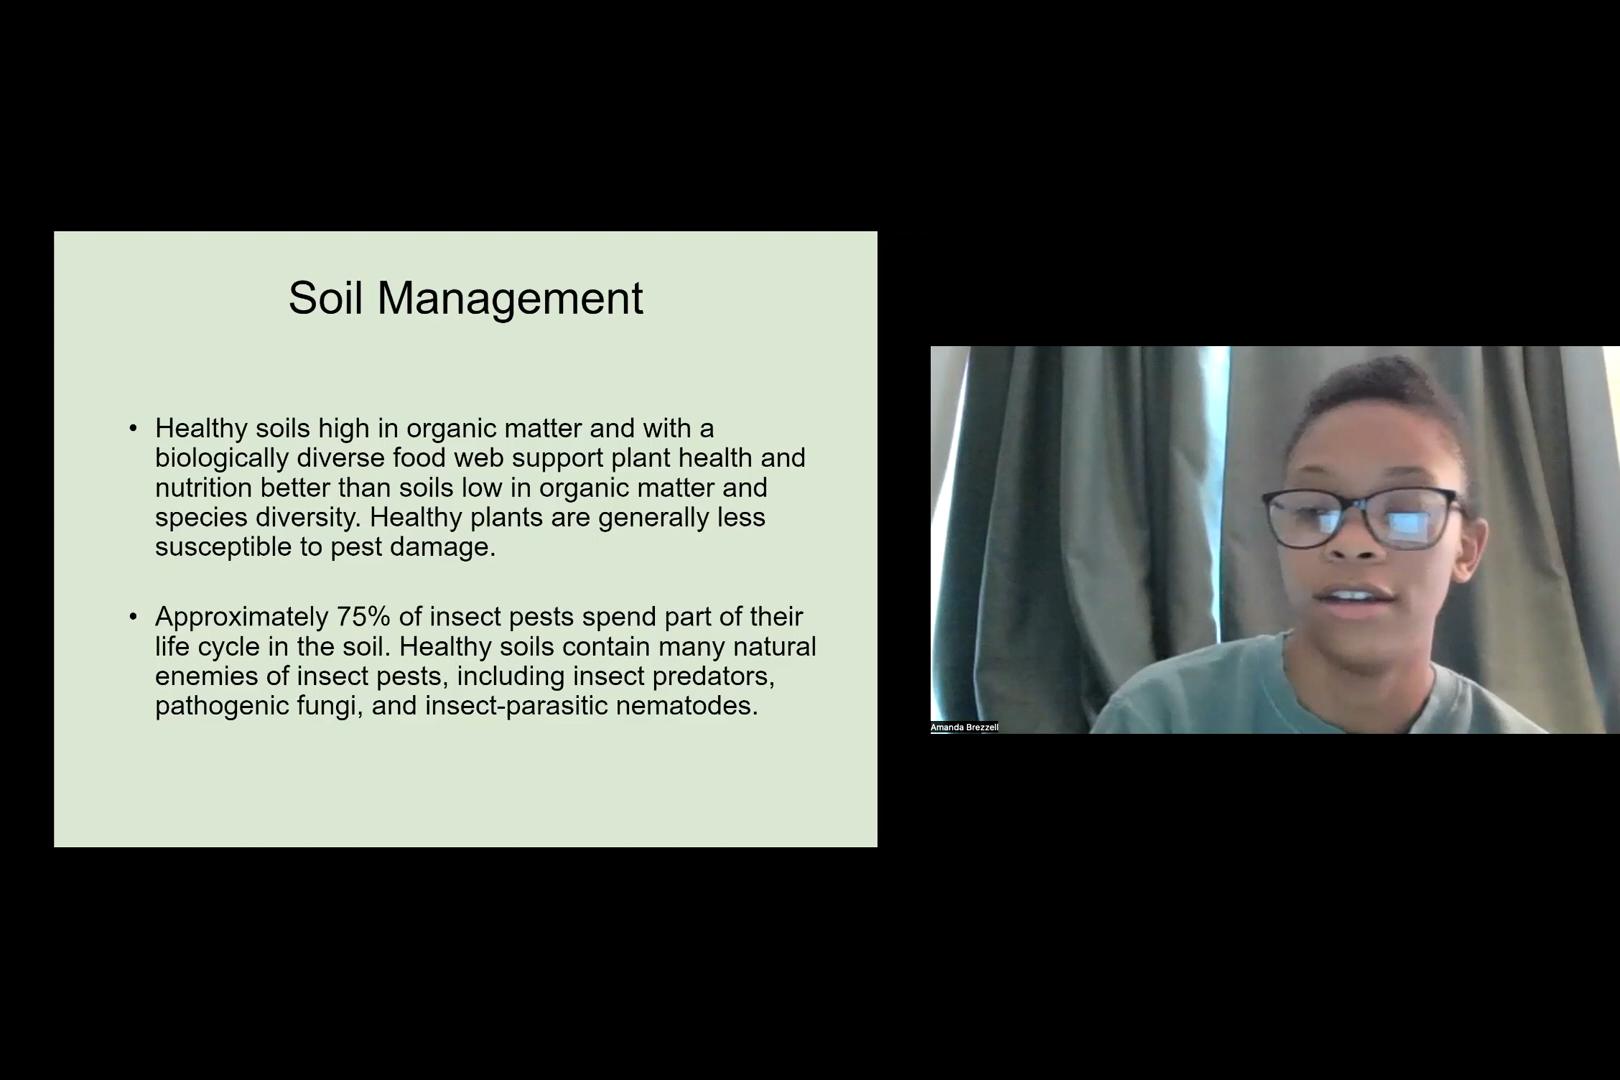 Soil Management
• Healthy soils high in organic matter and with a
biologically diverse food web support plant health and
nutrition better than soils low in organic matter and
species diversity. Healthy plants are generally less
susceptible to pest damage.
• Approximately 75% of insect pests spend part of their
life cycle in the soil. Healthy soils contain many natural
enemies of insect pests, including insect predators,
pathogenic fungi, and insect-parasitic nematodes.
Amanda Brezzell